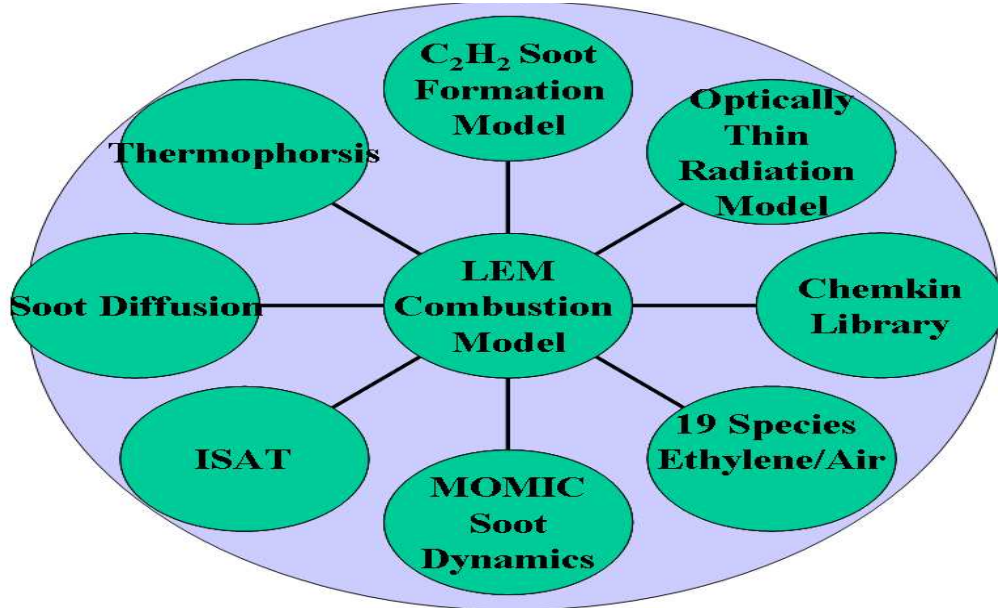 C₂H₂ Soot
Formation
Model
Optically
Thin
Radiation
Model
Thermophorsis
LEM
Combustion
Model
Soot Diffusion
Chemkin
Library
19 Species
Ethylene/Air
ISAT
MOMIC
Soot
Dynamics